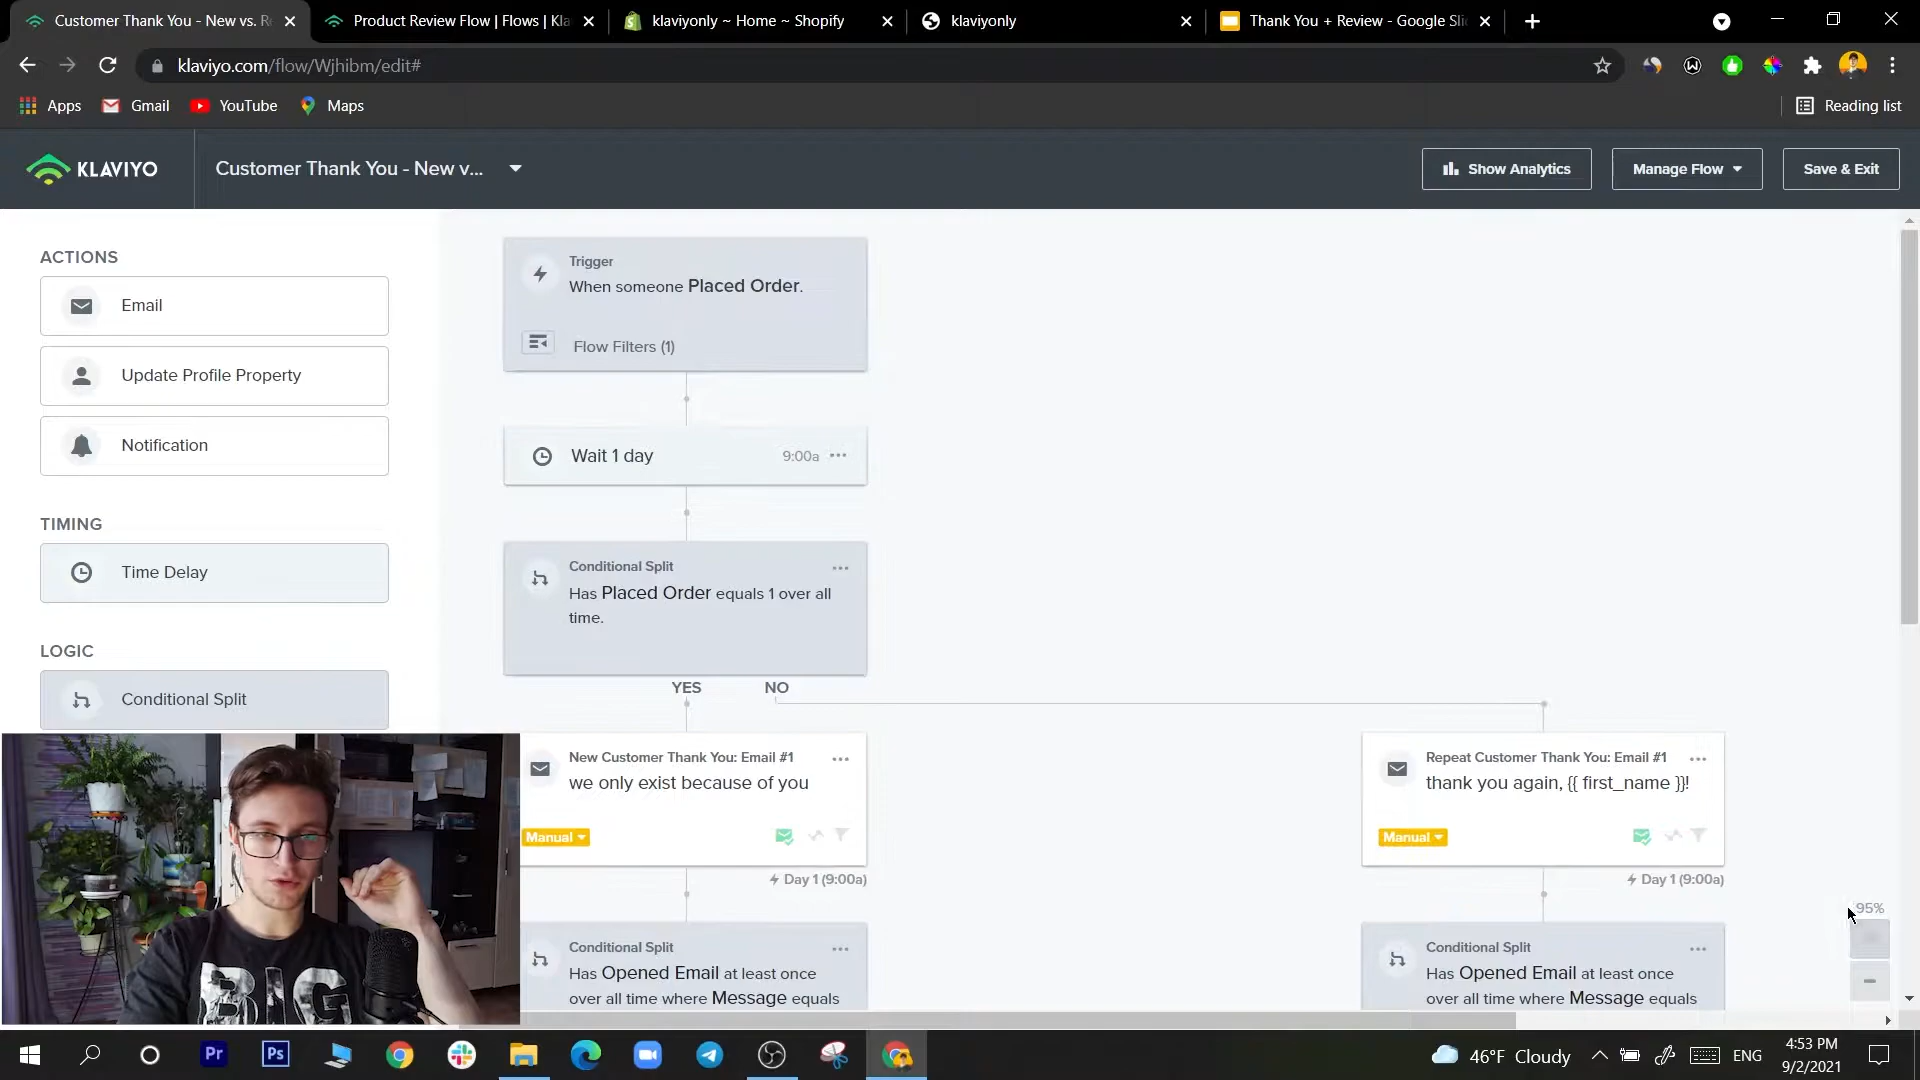 Customer Thank You - New vs. Re
Product Review Flow | Flows | Kla
klaviyonly ~ Home ~ Shopify
klaviyonly
Thank You + Review - Google Slid
klaviyo.com/flow/Wjhibm/edit#
Apps
Gmail
YouTube
Maps
Reading list
KLAVIYO
Customer Thank You - New v...
Show Analytics
Manage Flow
Save & Exit
ACTIONS
Email
Update Profile Property
Notification
TIMING
Time Delay
LOGIC
Conditional Split
Trigger
When someone Placed Order.
Flow Filters (1)
Wait 1 day
9:00a
Conditional Split
Has Placed Order equals 1 over all
time.
YES
NO
New Customer Thank You: Email #1
we only exist because of you
Manual
Day 1 (9:00a)
Conditional Split
Has Opened Email at least once
over all time where Message equals
Repeat Customer Thank You: Email #1
thank you again, {{ first_name }}!
Manual
Day 1 (9:00a)
Conditional Split
Has Opened Email at least once
over all time where Message equals
95%
BIG
Pr
Ps
46°F Cloudy
ENG
4:53 PM
9/2/2021